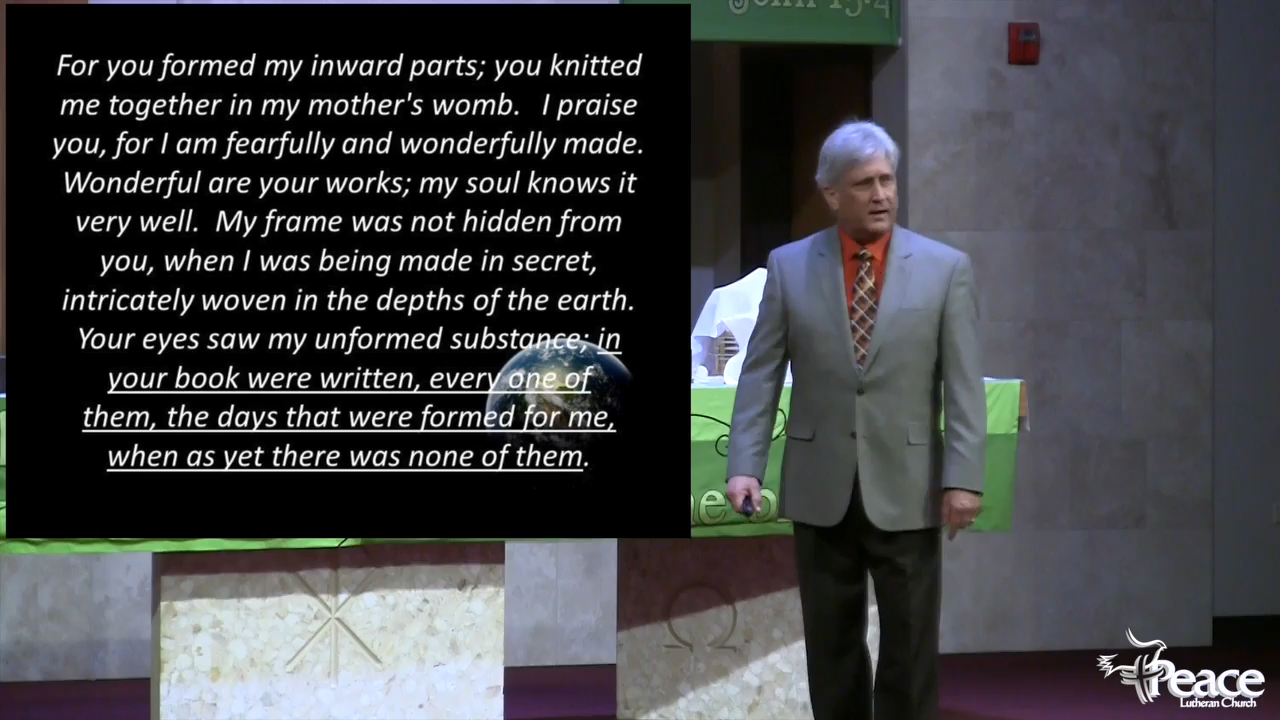 For you formed my inward parts; you knitted
me together in my mother's womb. I praise
you, for I am fearfully and wonderfully made.
Wonderful are your works; my soul knows it
very well. My frame was not hidden from
you, when I was being made in secret,
intricately woven in the depths of the earth.
Your eyes saw my unformed substance; in
your book were written, every one of
them, the days that were formed for me,
when as yet there was none of them.
John 15:4
Ω
Peace
Lutheran Church